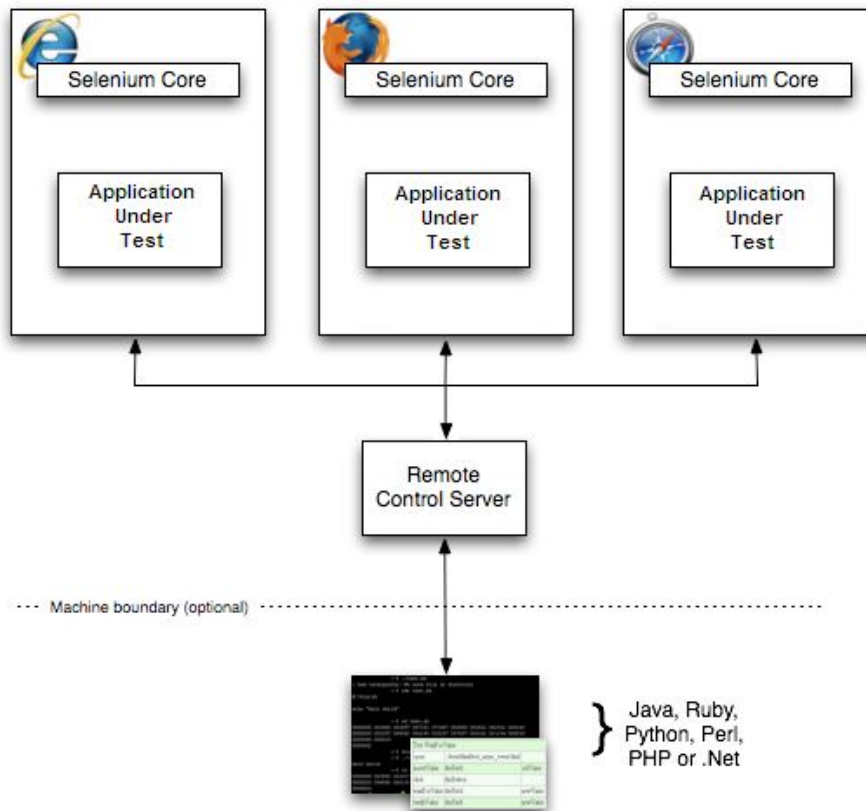 Selenium Core
Selenium Core
Selenium Core
Application
Under
Test
Application
Under
Test
Application
Under
Test
Remote
Control Server
Machine boundary (optional)
Java, Ruby,
Python, Perl,
PHP or .Net